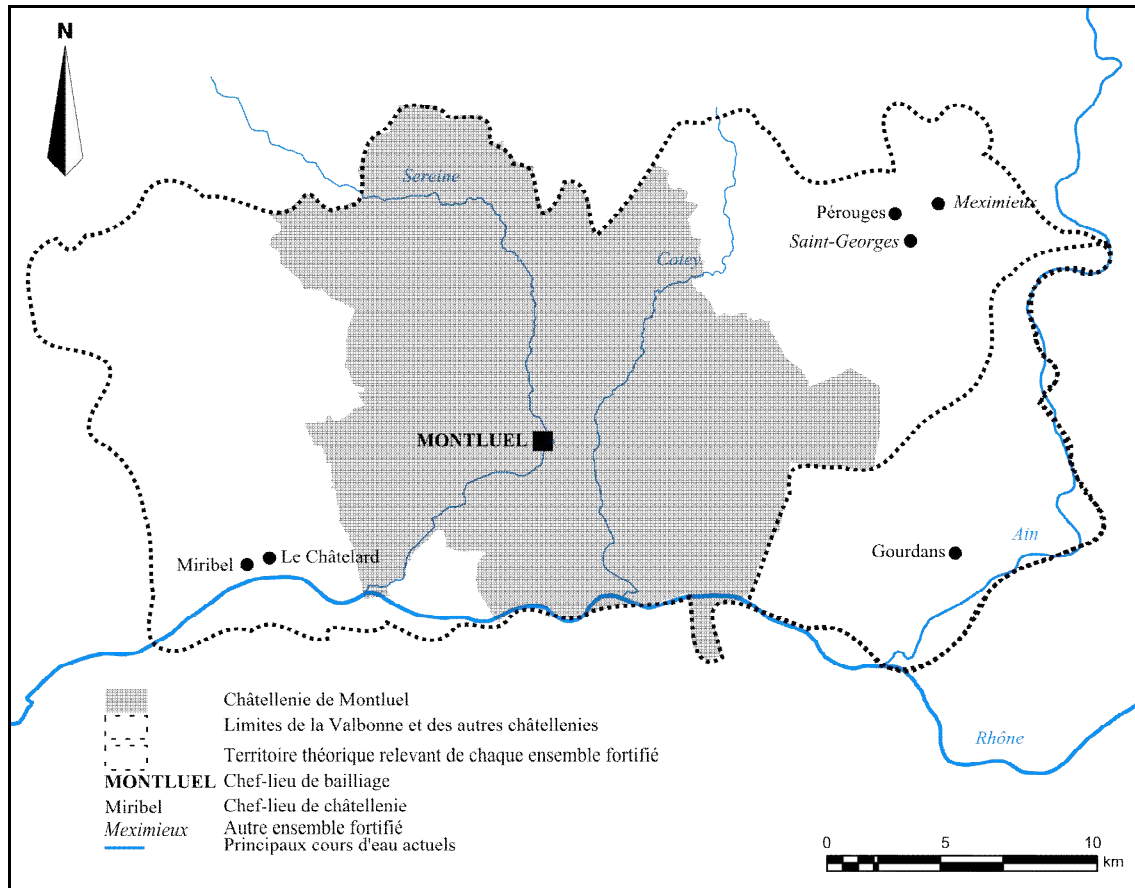 N
Sereine
Cotey
Pérouges
Meximieux
Saint-Georges
MONTLUEL
Miribel
Le Châtelard
Gourdans
Ain
Rhône
Châtellenie de Montluel
Limites de la Valbonne et des autres châtellenies
Territoire théorique relevant de chaque ensemble fortifié
MONTLUEL Chef-lieu de bailliage
Miribel Chef-lieu de châtellenie
Meximieux Autre ensemble fortifié
Principaux cours d'eau actuels
0 5 10
km